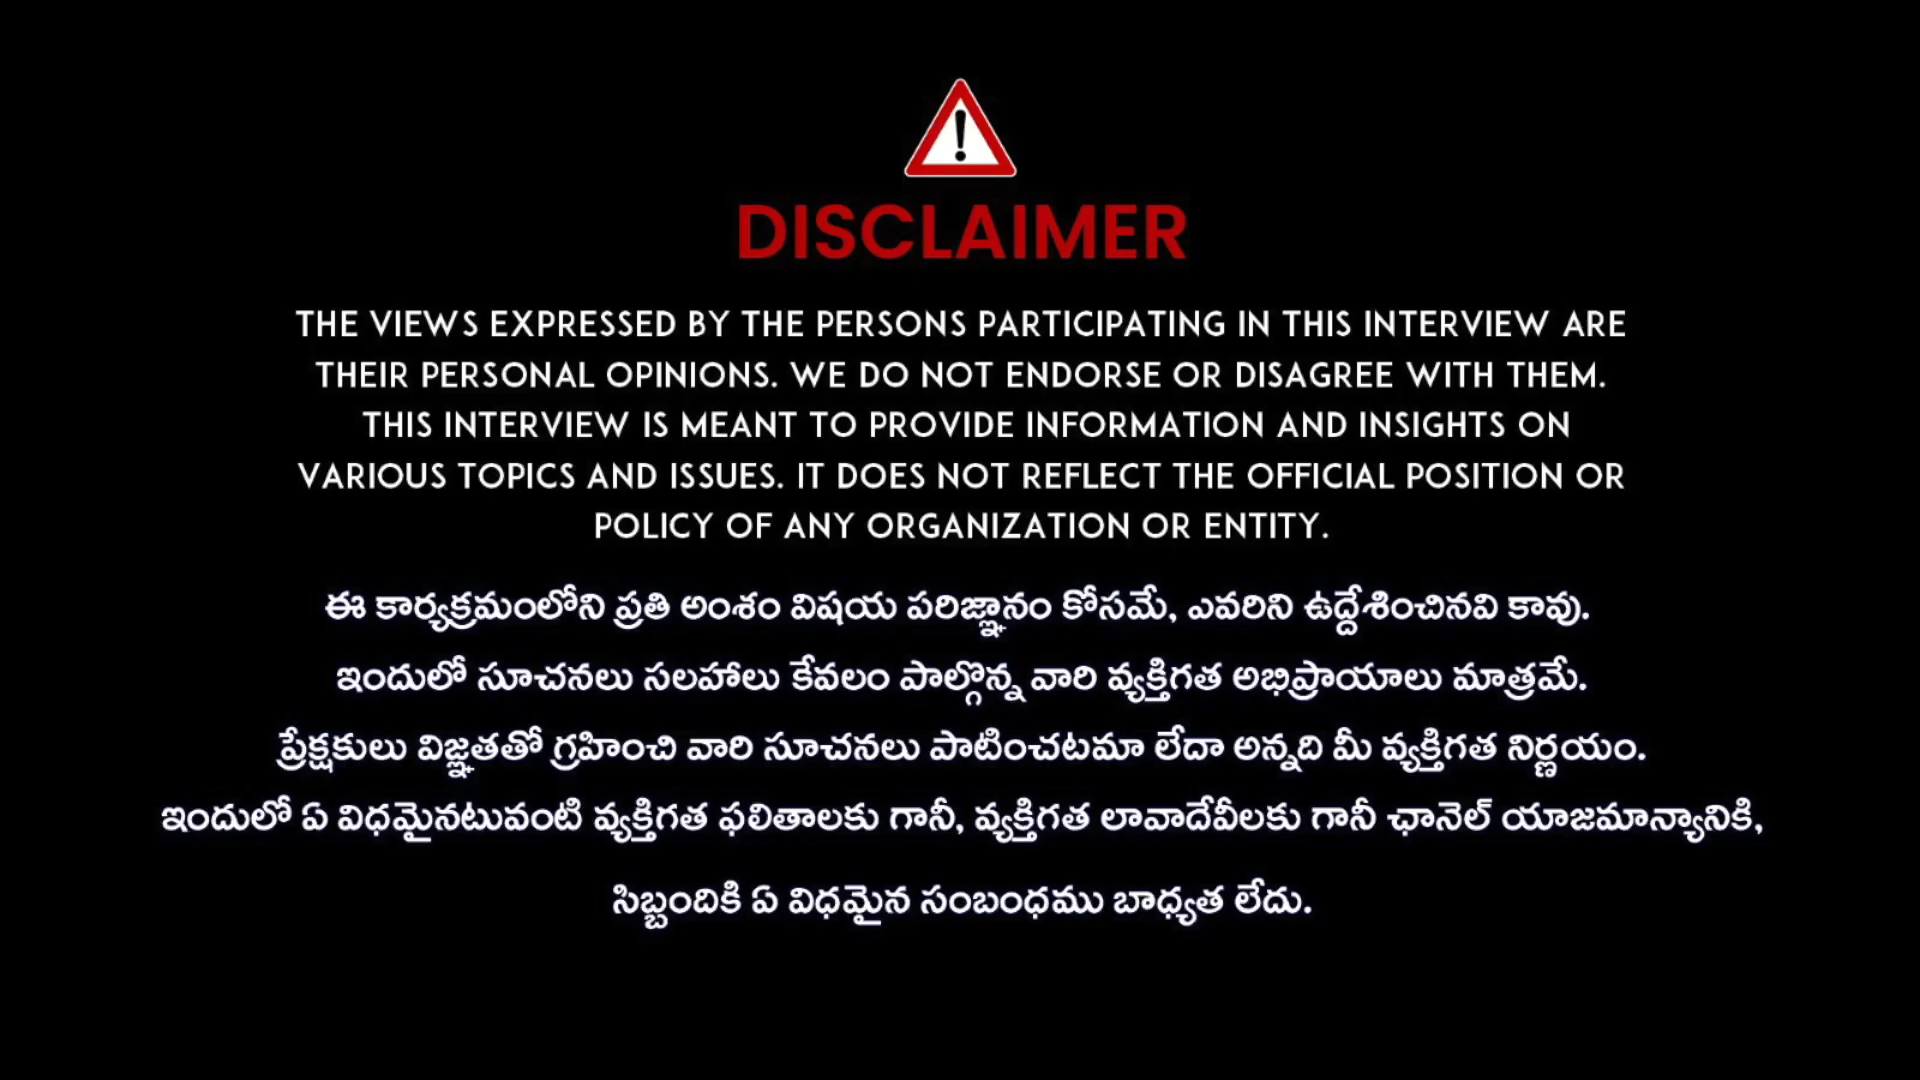 DISCLAIMER
THE VIEWS EXPRESSED BY THE PERSONS PARTICIPATING IN THIS INTERVIEW ARE
THEIR PERSONAL OPINIONS. WE DO NOT ENDORSE OR DISAGREE WITH THEM.
THIS INTERVIEW IS MEANT TO PROVIDE INFORMATION AND INSIGHTS ON
VARIOUS TOPICS AND ISSUES. IT DOES NOT REFLECT THE OFFICIAL POSITION OR
POLICY OF ANY ORGANIZATION OR ENTITY.
ఈ కార్యక్రమంలోని ప్రతి అంశం విషయ పరిజ్ఞానం కోసమే, ఎవరిని ఉద్దేశించినవి కావు.
ఇందులో సూచనలు సలహాలు కేవలం పాల్గొన్న వారి వ్యక్తిగత అభిప్రాయాలు మాత్రమే.
ప్రేక్షకులు విజ్ఞతతో గ్రహించి వారి సూచనలు పాటించటమా లేదా అన్నది మీ వ్యక్తిగత నిర్ణయం.
ఇందులో ఏ విధమైనటువంటి వ్యక్తిగత ఫలితాలకు గానీ, వ్యక్తిగత లావాదేవీలకు గానీ ఛానెల్ యాజమాన్యానికి,
సిబ్బందికి ఏ విధమైన సంబంధము బాధ్యత లేదు.